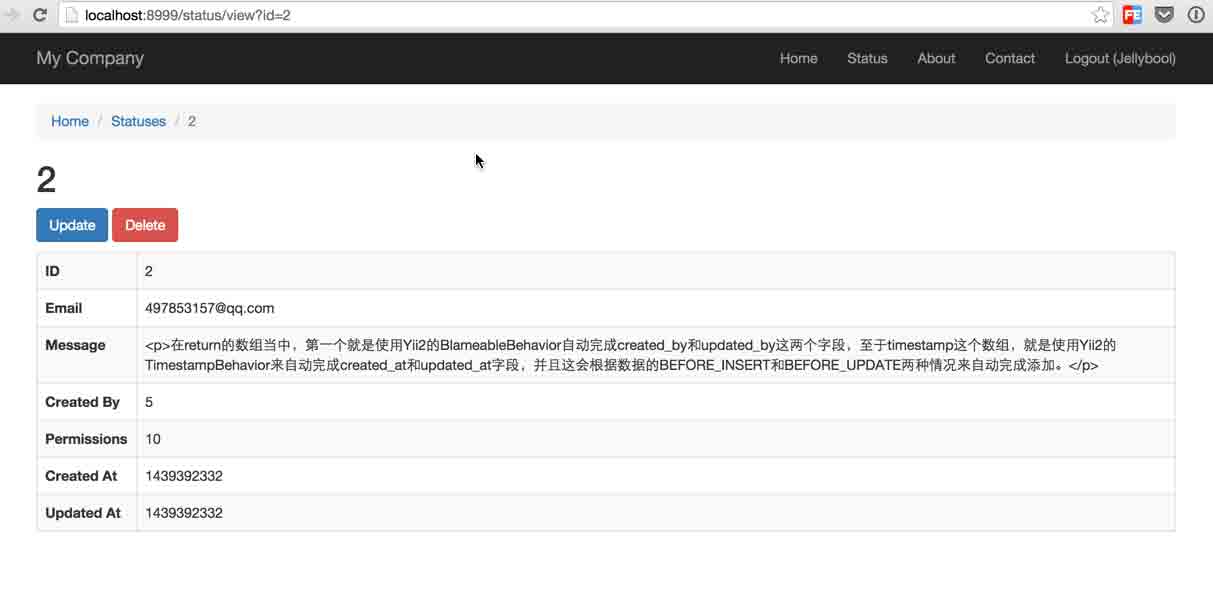 localhost:8999/status/view?id=2
FE
My Company Home Status About Contact Logout (Jellybool)
Home / Statuses / 2
2
Update Delete
ID 2
Email 497853157@qq.com
Message <p>在return的数组当中，第一个就是使用Yii2的BlameableBehavior自动完成created_by和updated_by这两个字段，至于timestamp这个数组，就是使用Yii2的
TimestampBehavior来自动完成created_at和updated_at字段，并且这会根据数据的BEFORE_INSERT和BEFORE_UPDATE两种情况来自动完成添加。</p>
Created By 5
Permissions 10
Created At 1439392332
Updated At 1439392332